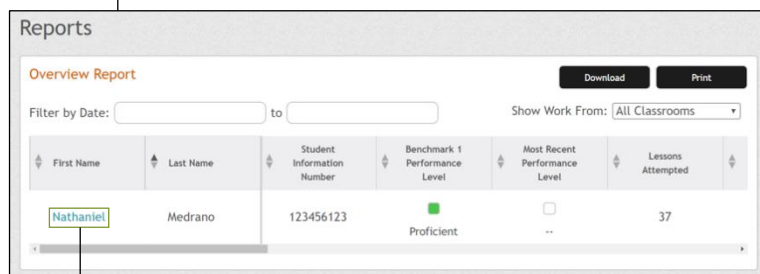 Reports
Overview Report
Download
Print
Filter by Date:
to
Show Work From:
All Classrooms
First Name
Last Name
Student
Information
Number
Benchmark 1
Performance
Level
Most Recent
Performance
Level
Lessons
Attempted
Nathaniel
Medrano
123456123
Proficient
--
37